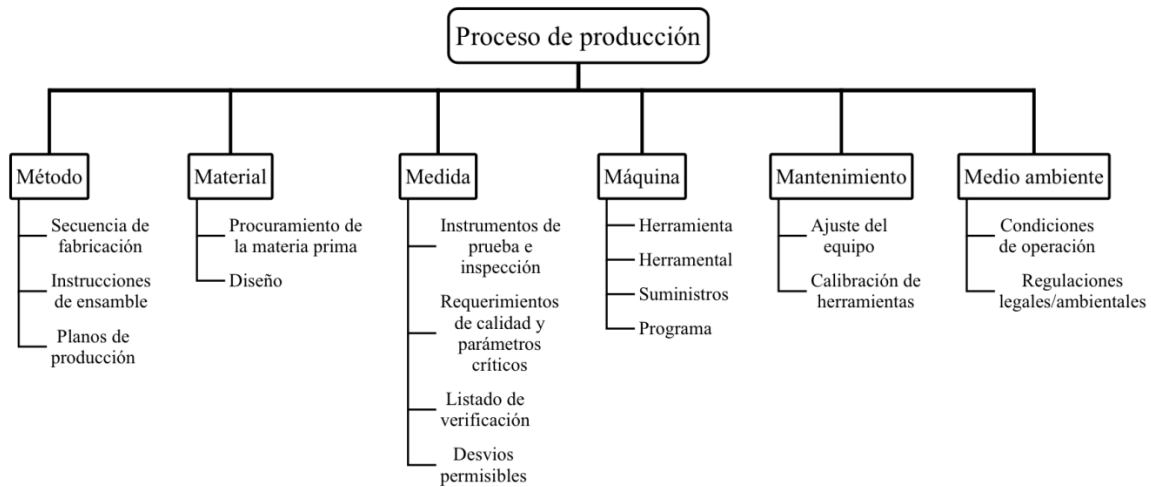 Proceso de producción
Método
Secuencia de
fabricación
Instrucciones
de ensamble
Planos de
producción
Material
Procuramiento de
la materia prima
Diseño
Medida
Instrumentos de
prueba e
inspección
Requerimientos
de calidad y
parámetros
críticos
Listado de
verificación
Desvios
permisibles
Máquina
Herramienta
Herramental
Suministros
Programa
Mantenimiento
Ajuste del
equipo
Calibración de
herramientas
Medio ambiente
Condiciones
de operación
Regulaciones
legales/ambientales